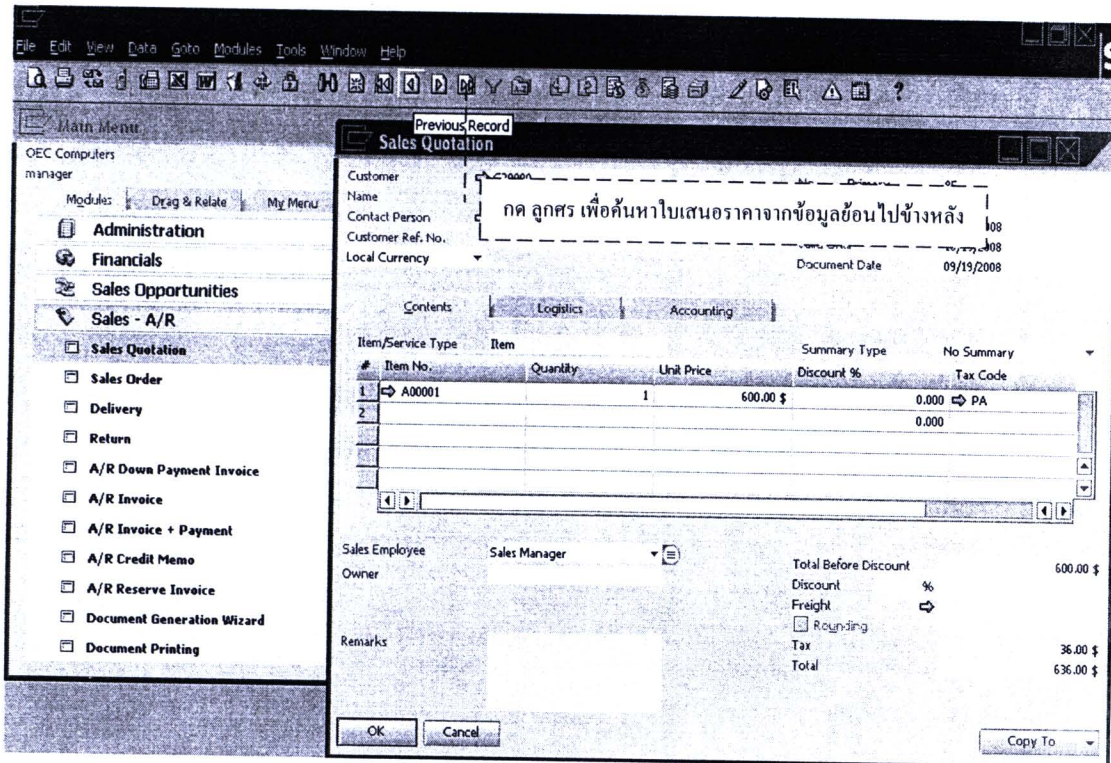 File Edit View Data Goto Modules Tools Window Help
Previous Record
Main Menu
OEC Computers
manager
Modules Drag & Relate My Menu
Administration
Financials
Sales Opportunities
Sales - A/R
Sales Quotation
Sales Order
Delivery
Return
A/R Down Payment Invoice
A/R Invoice
A/R Invoice + Payment
A/R Credit Memo
A/R Reserve Invoice
Document Generation Wizard
Document Printing
Sales Quotation
Customer
Name
Contact Person
Customer Ref. No.
Local Currency
กด ลูกศร เพื่อค้นหาใบเสนอราคาจากข้อมูลย้อนไปข้างหลัง
Document Date 09/19/2008
Contents Logistics Accounting
Item/Service Type Item Summary Type No Summary
# Item No. Quantity Unit Price Discount % Tax Code
1 A00001 1 600.00 $ 0.000 PA
2 0.000
Sales Employee Sales Manager
Owner
Remarks
Total Before Discount 600.00 $
Discount %
Freight
Rounding
Tax 36.00 $
Total 636.00 $
OK Cancel Copy To